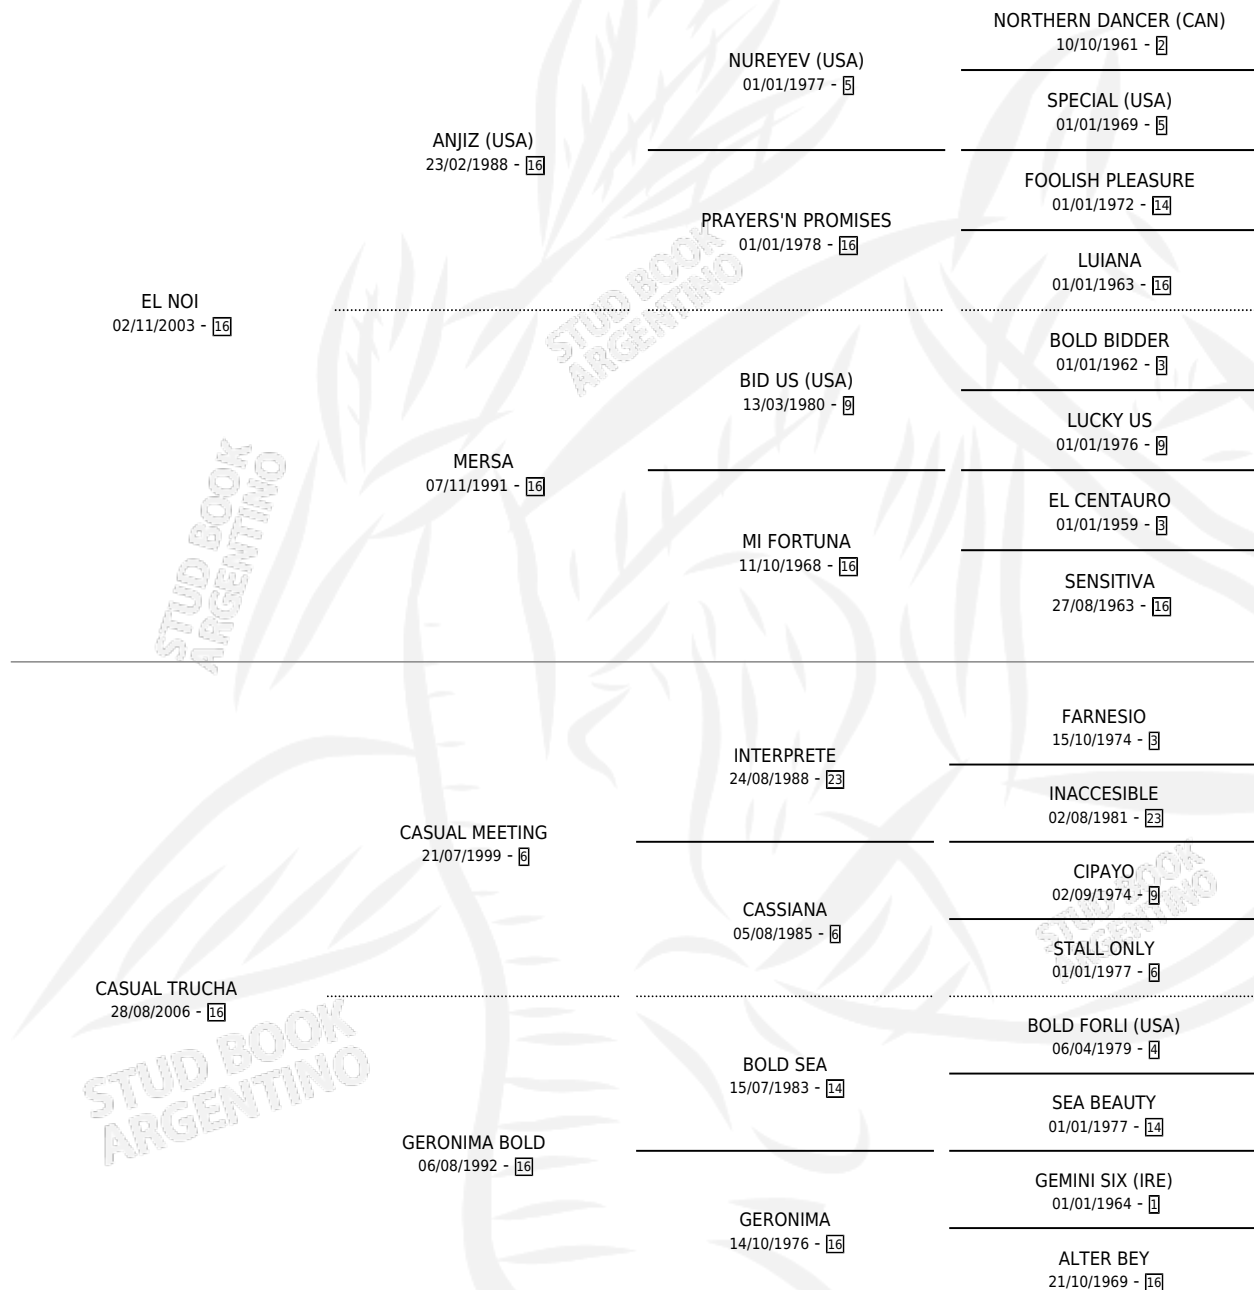 NORTHERN DANCER (CAN)
10/10/1961 - 2
NUREYEV (USA)
01/01/1977 - 5
SPECIAL (USA)
01/01/1969 - 5
ANJIZ (USA)
23/02/1988 - 16
FOOLISH PLEASURE
01/01/1972 - 14
PRAYERS'N PROMISES
01/01/1978 - 16
LUIANA
01/01/1963 - 16
EL NOI
02/11/2003 - 16
BOLD BIDDER
01/01/1962 - 3
BID US (USA)
13/03/1980 - 9
LUCKY US
01/01/1976 - 9
MERSA
07/11/1991 - 16
EL CENTAURO
01/01/1959 - 3
MI FORTUNA
11/10/1968 - 16
SENSITIVA
27/08/1963 - 16
FARNESIO
15/10/1974 - 3
INTERPRETE
24/08/1988 - 23
INACCESIBLE
02/08/1981 - 23
CASUAL MEETING
21/07/1999 - 6
CIPAYO
02/09/1974 - 9
CASSIANA
05/08/1985 - 6
STALL ONLY
01/01/1977 - 6
CASUAL TRUCHA
28/08/2006 - 16
BOLD FORLI (USA)
06/04/1979 - 4
BOLD SEA
15/07/1983 - 14
SEA BEAUTY
01/01/1977 - 14
GERONIMA BOLD
06/08/1992 - 16
GEMINI SIX (IRE)
01/01/1964 - 1
GERONIMA
14/10/1976 - 16
ALTER BEY
21/10/1969 - 16
STUD BOOK
ARGENTINO
STUD BOOK
ARGENTINO
STUD BOOK
ARGENTINO
STUD BOOK
ARGENTINO